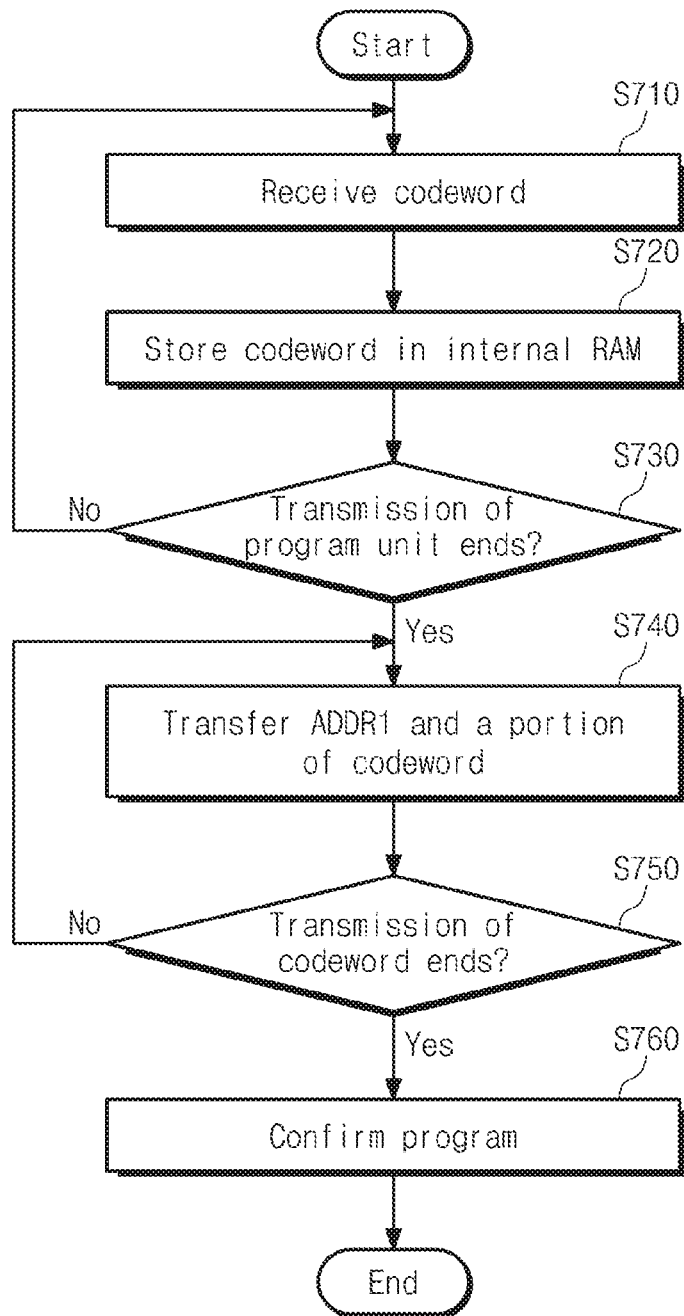 Start
S710
Receive codeword
S720
Store codeword in internal RAM
S730
No
Transmission of
program unit ends?
Yes
S740
Transfer ADDR1 and a portion
of codeword
S750
No
Transmission of
codeword ends?
Yes
S760
Confirm program
End